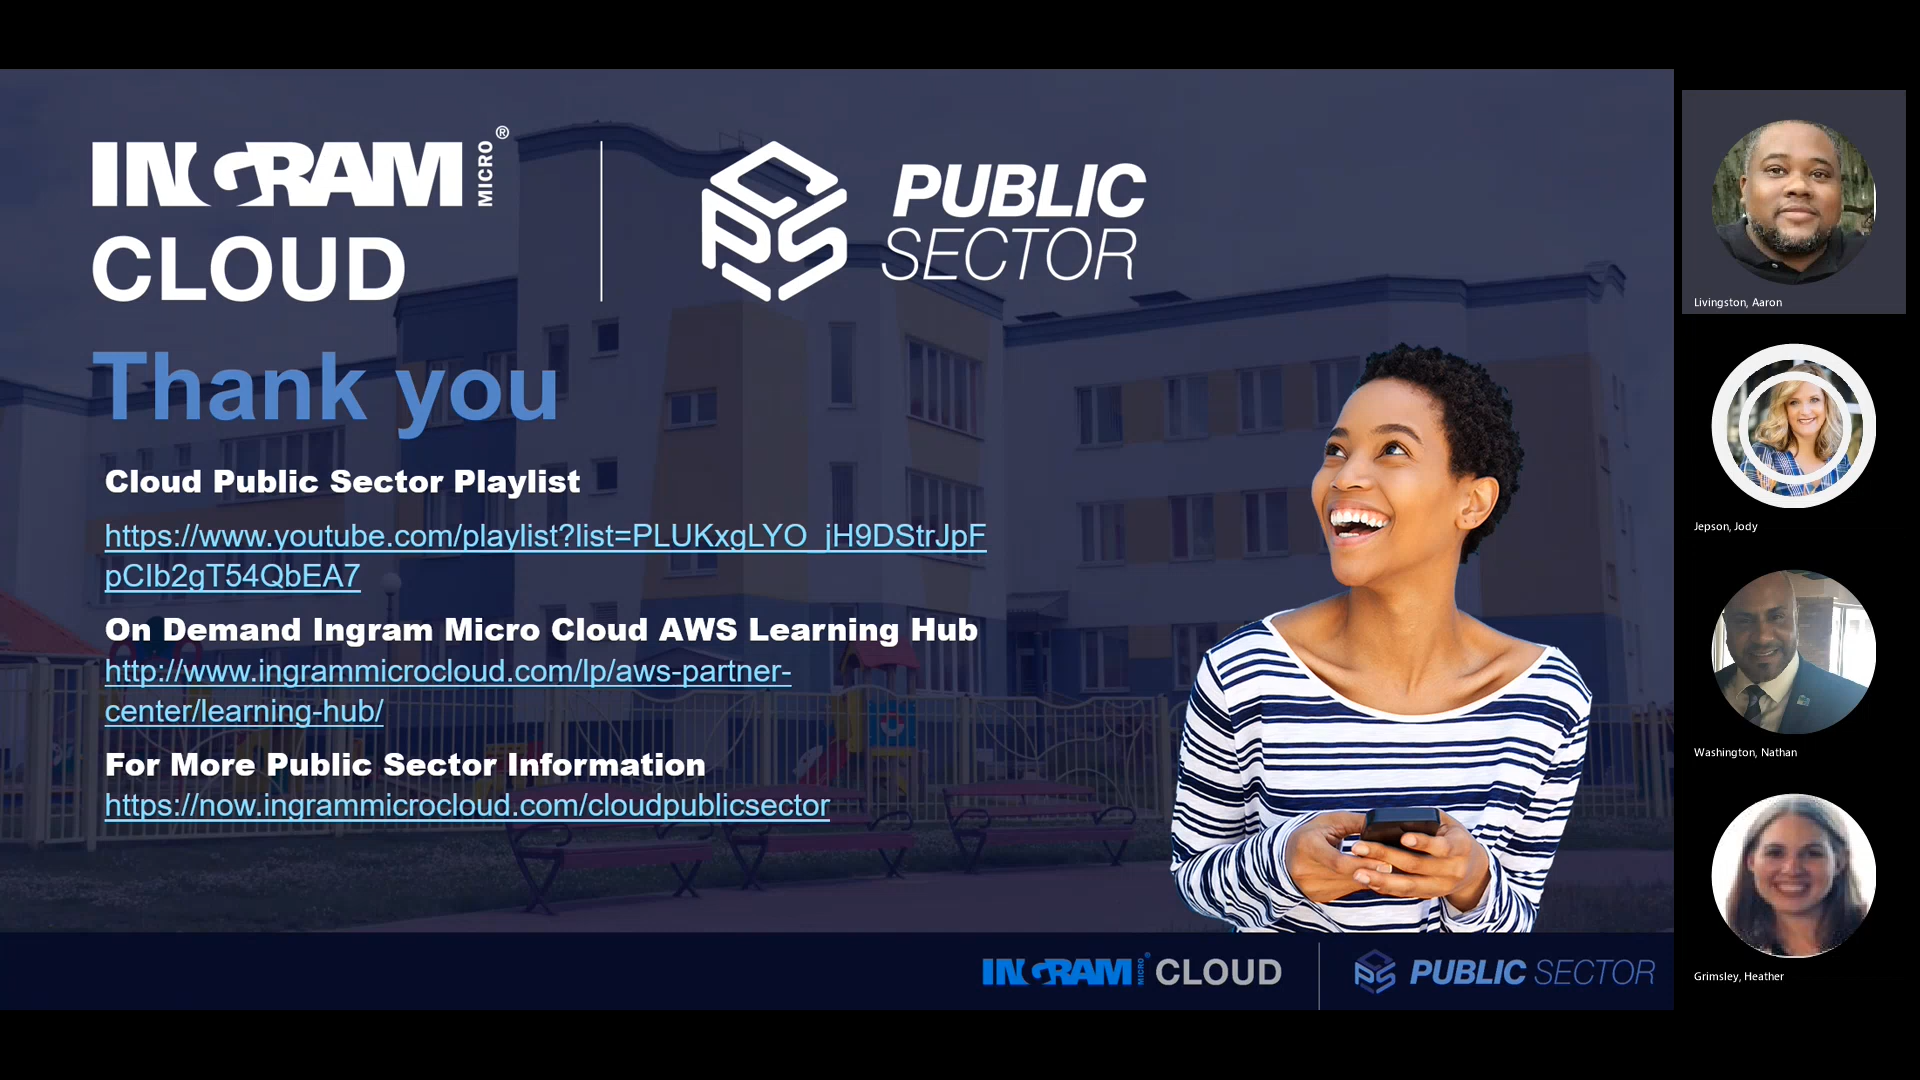 INGRAM MICRO ®
CLOUD
PUBLIC
SECTOR
Thank you
Cloud Public Sector Playlist
https://www.youtube.com/playlist?list=PLUKxgLYO_jH9DStrJpF
pCIb2gT54QbEA7
On Demand Ingram Micro Cloud AWS Learning Hub
http://www.ingrammicrocloud.com/lp/aws-partner-
center/learning-hub/
For More Public Sector Information
https://now.ingrammicrocloud.com/cloudpublicsector
INGRAM MICRO ® CLOUD
PUBLIC SECTOR
Livingston, Aaron
Jepson, Jody
Washington, Nathan
Grimsley, Heather